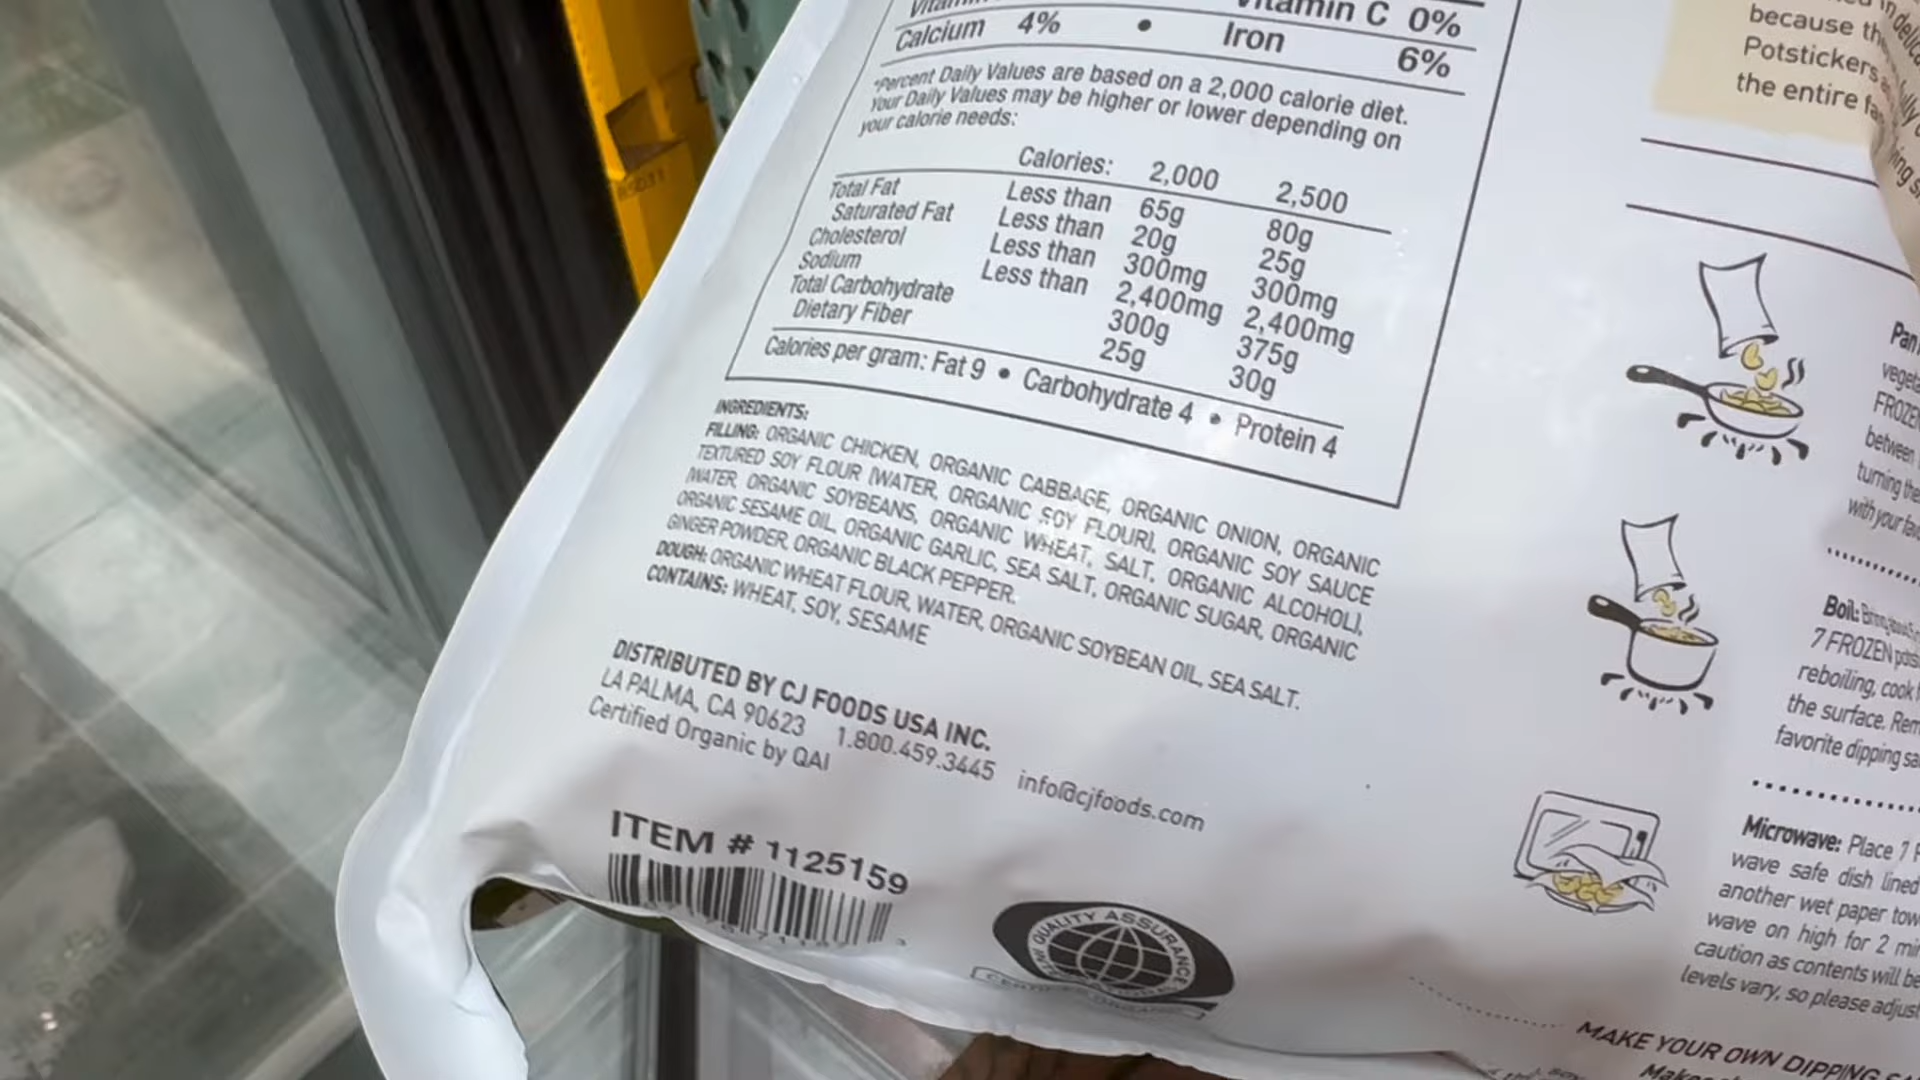 Vitamin C 0%
Calcium 4% • Iron 6%
*Percent Daily Values are based on a 2,000 calorie diet.
Your Daily Values may be higher or lower depending on
your calorie needs:
Calories: 2,000 2,500
Total Fat Less than 65g 80g
Saturated Fat Less than 20g 25g
Cholesterol Less than 300mg 300mg
Sodium Less than 2,400mg 2,400mg
Total Carbohydrate 300g 375g
Dietary Fiber 25g 30g
Calories per gram: Fat 9 • Carbohydrate 4 • Protein 4
INGREDIENTS:
FILLING: ORGANIC CHICKEN, ORGANIC CABBAGE, ORGANIC ONION, ORGANIC
TEXTURED SOY FLOUR [WATER, ORGANIC SOY FLOUR], ORGANIC SOY SAUCE
[WATER, ORGANIC SOYBEANS, ORGANIC WHEAT, SALT, ORGANIC ALCOHOL],
ORGANIC SESAME OIL, ORGANIC GARLIC, SEA SALT, ORGANIC SUGAR, ORGANIC
GINGER POWDER, ORGANIC BLACK PEPPER.
DOUGH: ORGANIC WHEAT FLOUR, WATER, ORGANIC SOYBEAN OIL, SEA SALT.
CONTAINS: WHEAT, SOY, SESAME
DISTRIBUTED BY CJ FOODS USA INC.
LA PALMA, CA 90623 1.800.459.3445 info@cjfoods.com
Certified Organic by QAI
ITEM # 1125159
QUALITY ASSURANCE
because
Potstickers
the entire
Pan
FROZEN
between
turning the
with your
Boil:
7 FROZEN
reboiling, cook
the surface.
favorite dipping
Microwave: Place 7
wave safe dish lined
another wet paper
wave on high for 2
caution as contents will be
levels vary, so please adjust
MAKE YOUR OWN DIPPING